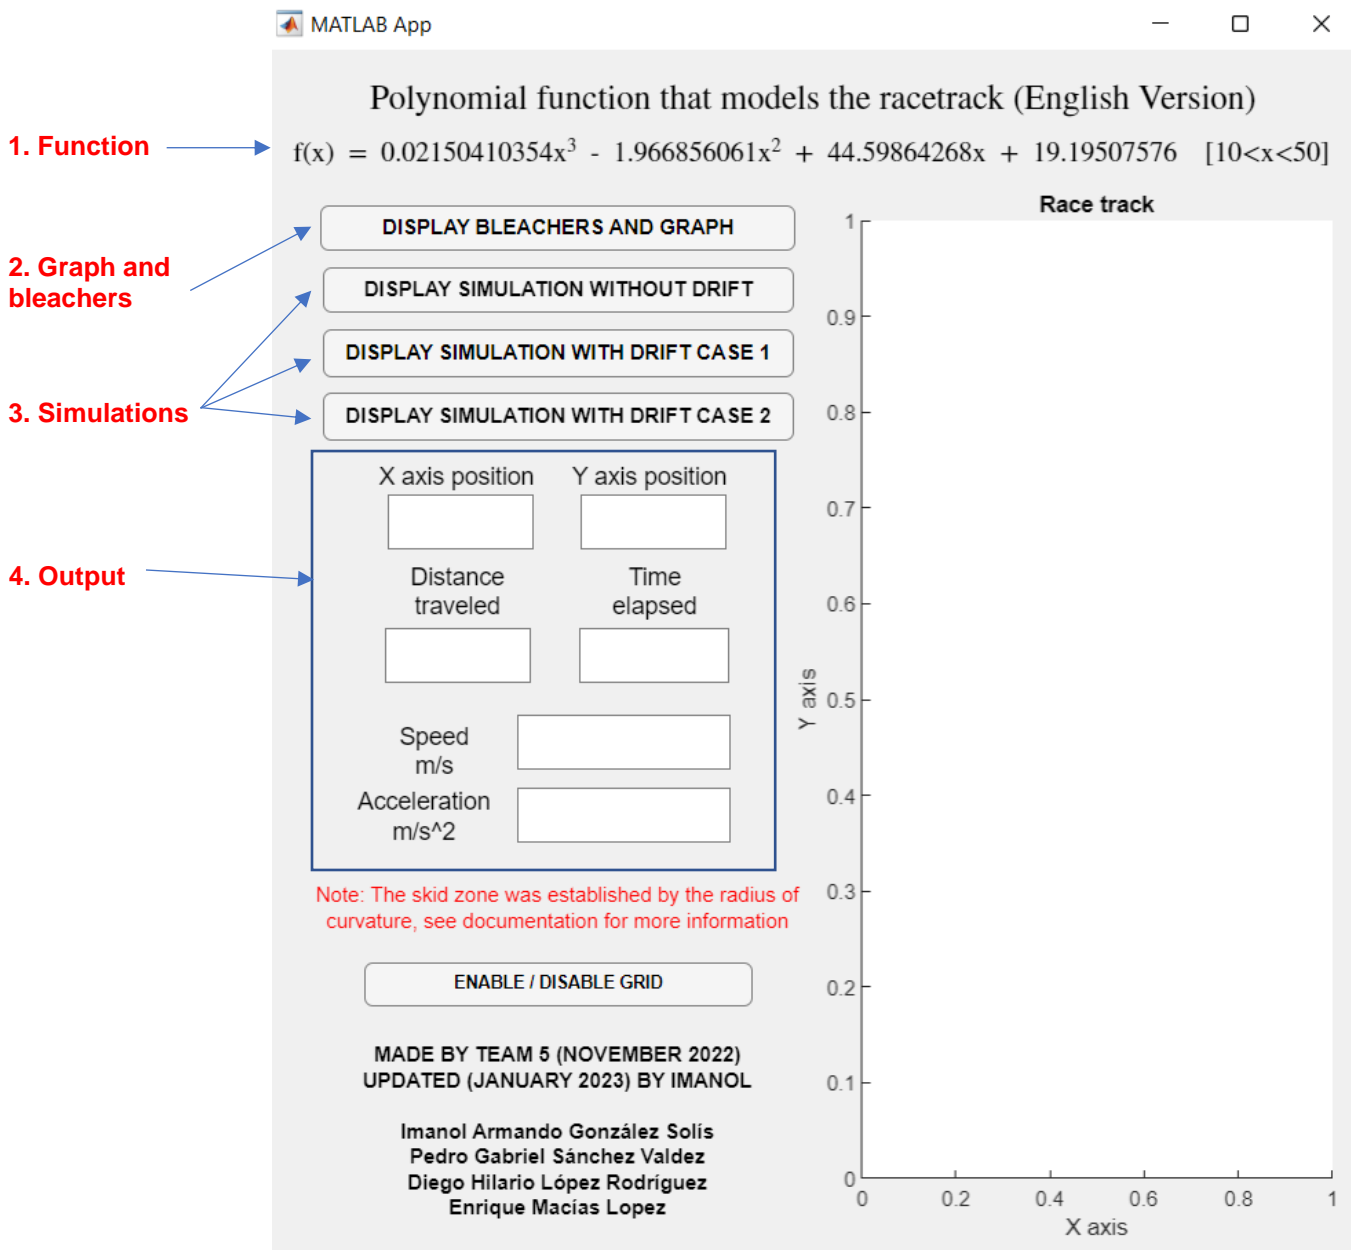 MATLAB App
Polynomial function that models the racetrack (English Version)
1. Function
f(x) = 0.02150410354x³ - 1.966856061x² + 44.59864268x + 19.19507576 [10<x<50]
2. Graph and
bleachers
3. Simulations
4. Output
DISPLAY BLEACHERS AND GRAPH
DISPLAY SIMULATION WITHOUT DRIFT
DISPLAY SIMULATION WITH DRIFT CASE 1
DISPLAY SIMULATION WITH DRIFT CASE 2
X axis position
Y axis position
Distance
traveled
Time
elapsed
Speed
m/s
Acceleration
m/s^2
Note: The skid zone was established by the radius of
curvature, see documentation for more information
ENABLE / DISABLE GRID
MADE BY TEAM 5 (NOVEMBER 2022)
UPDATED (JANUARY 2023) BY IMANOL
Imanol Armando González Solís
Pedro Gabriel Sánchez Valdez
Diego Hilario López Rodríguez
Enrique Macías Lopez
Race track
1
0.9
0.8
0.7
0.6
0.5
0.4
0.3
0.2
0.1
0
Y axis
0 0.2 0.4 0.6 0.8 1
X axis